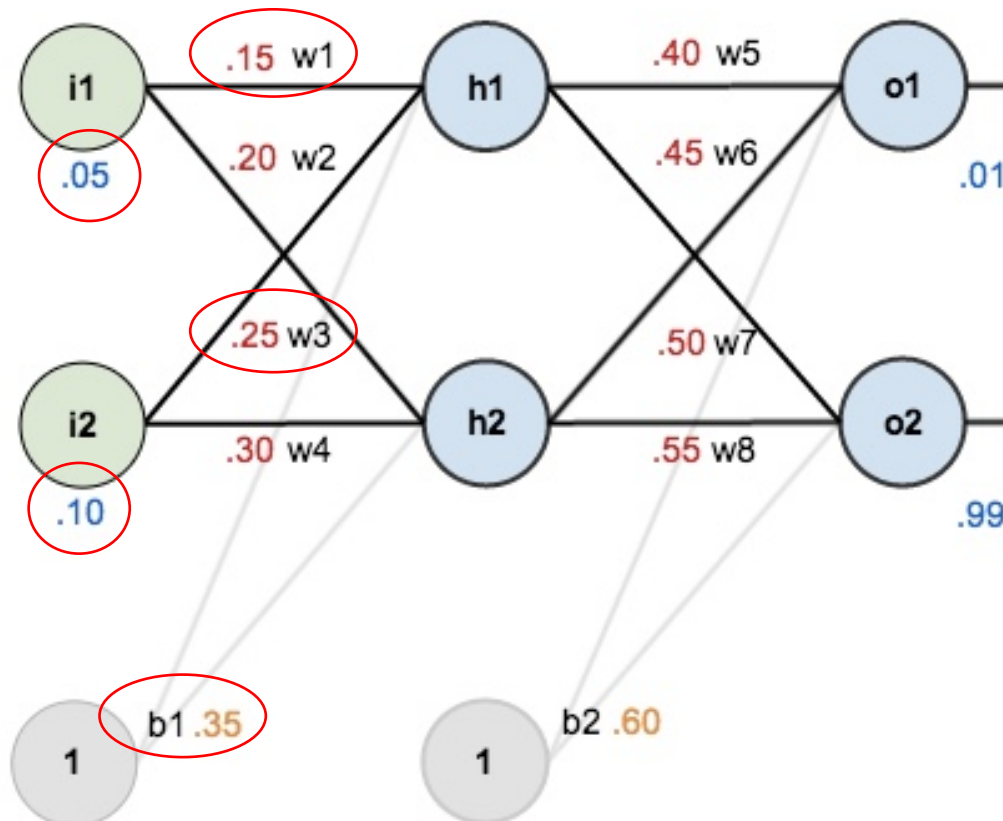 .15 w1
.40 w5
i1
h1
o1
.20 w2
.45 w6
.05
.01
.25 w3
.50 w7
i2
h2
o2
.30 w4
.55 w8
.10
.99
b1 .35
b2 .60
1
1